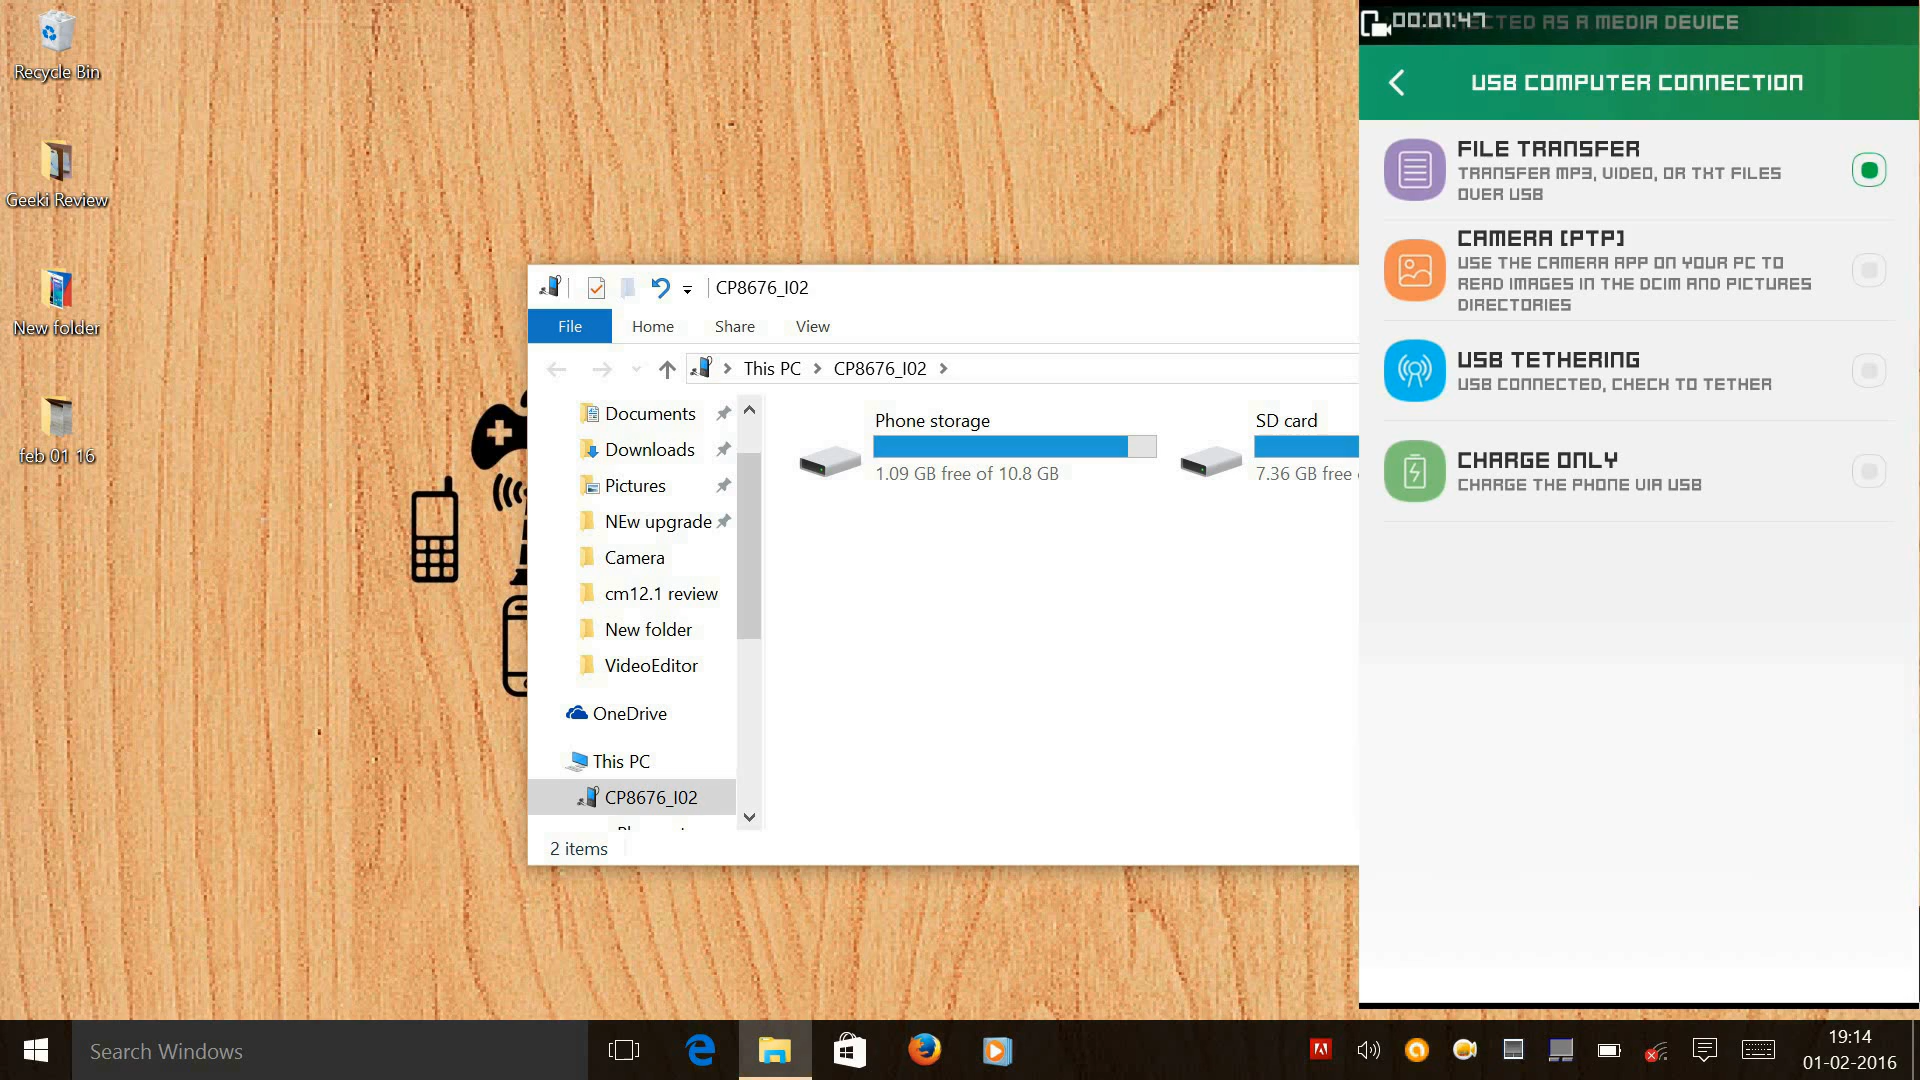 Recycle Bin
Geeki Review
New folder
feb 01 16
CP8676_I02
File Home Share View
This PC CP8676_I02
Documents
Downloads
Pictures
NEw upgrade
Camera
cm12.1 review
New folder
VideoEditor
OneDrive
This PC
CP8676_I02
2 items
Phone storage
1.09 GB free of 10.8 GB
SD card
7.36 GB free
00:01:47
AS A MEDIA DEVICE
USB COMPUTER CONNECTION
FILE TRANSFER
TRANSFER MP3, VIDEO, OR TXT FILES
OVER USB
CAMERA [PTP]
USE THE CAMERA APP ON YOUR PC TO
READ IMAGES IN THE DCIM AND PICTURES
DIRECTORIES
USB TETHERING
USB CONNECTED, CHECK TO TETHER
CHARGE ONLY
CHARGE THE PHONE VIA USB
Search Windows
19:14
01-02-2016